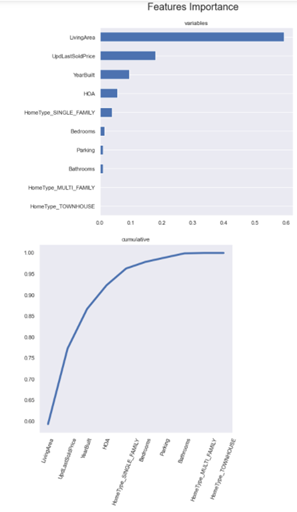 Features Importance
variables
LivingArea
UpdLastSoldPrice
YearBuilt
HOA
HomeType_SINGLE_FAMILY
Bedrooms
Parking
Bathrooms
HomeType_MULTI_FAMILY
HomeType_TOWNHOUSE
0.0 0.1 0.2 0.3 0.4 0.5 0.6
cumulative
1.00
0.95
0.90
0.85
0.80
0.75
0.70
0.65
0.60
LivingArea
UpdLastSoldPrice
YearBuilt
HOA
HomeType_SINGLE_FAMILY
Bedrooms
Parking
Bathrooms
HomeType_MULTI_FAMILY
HomeType_TOWNHOUSE